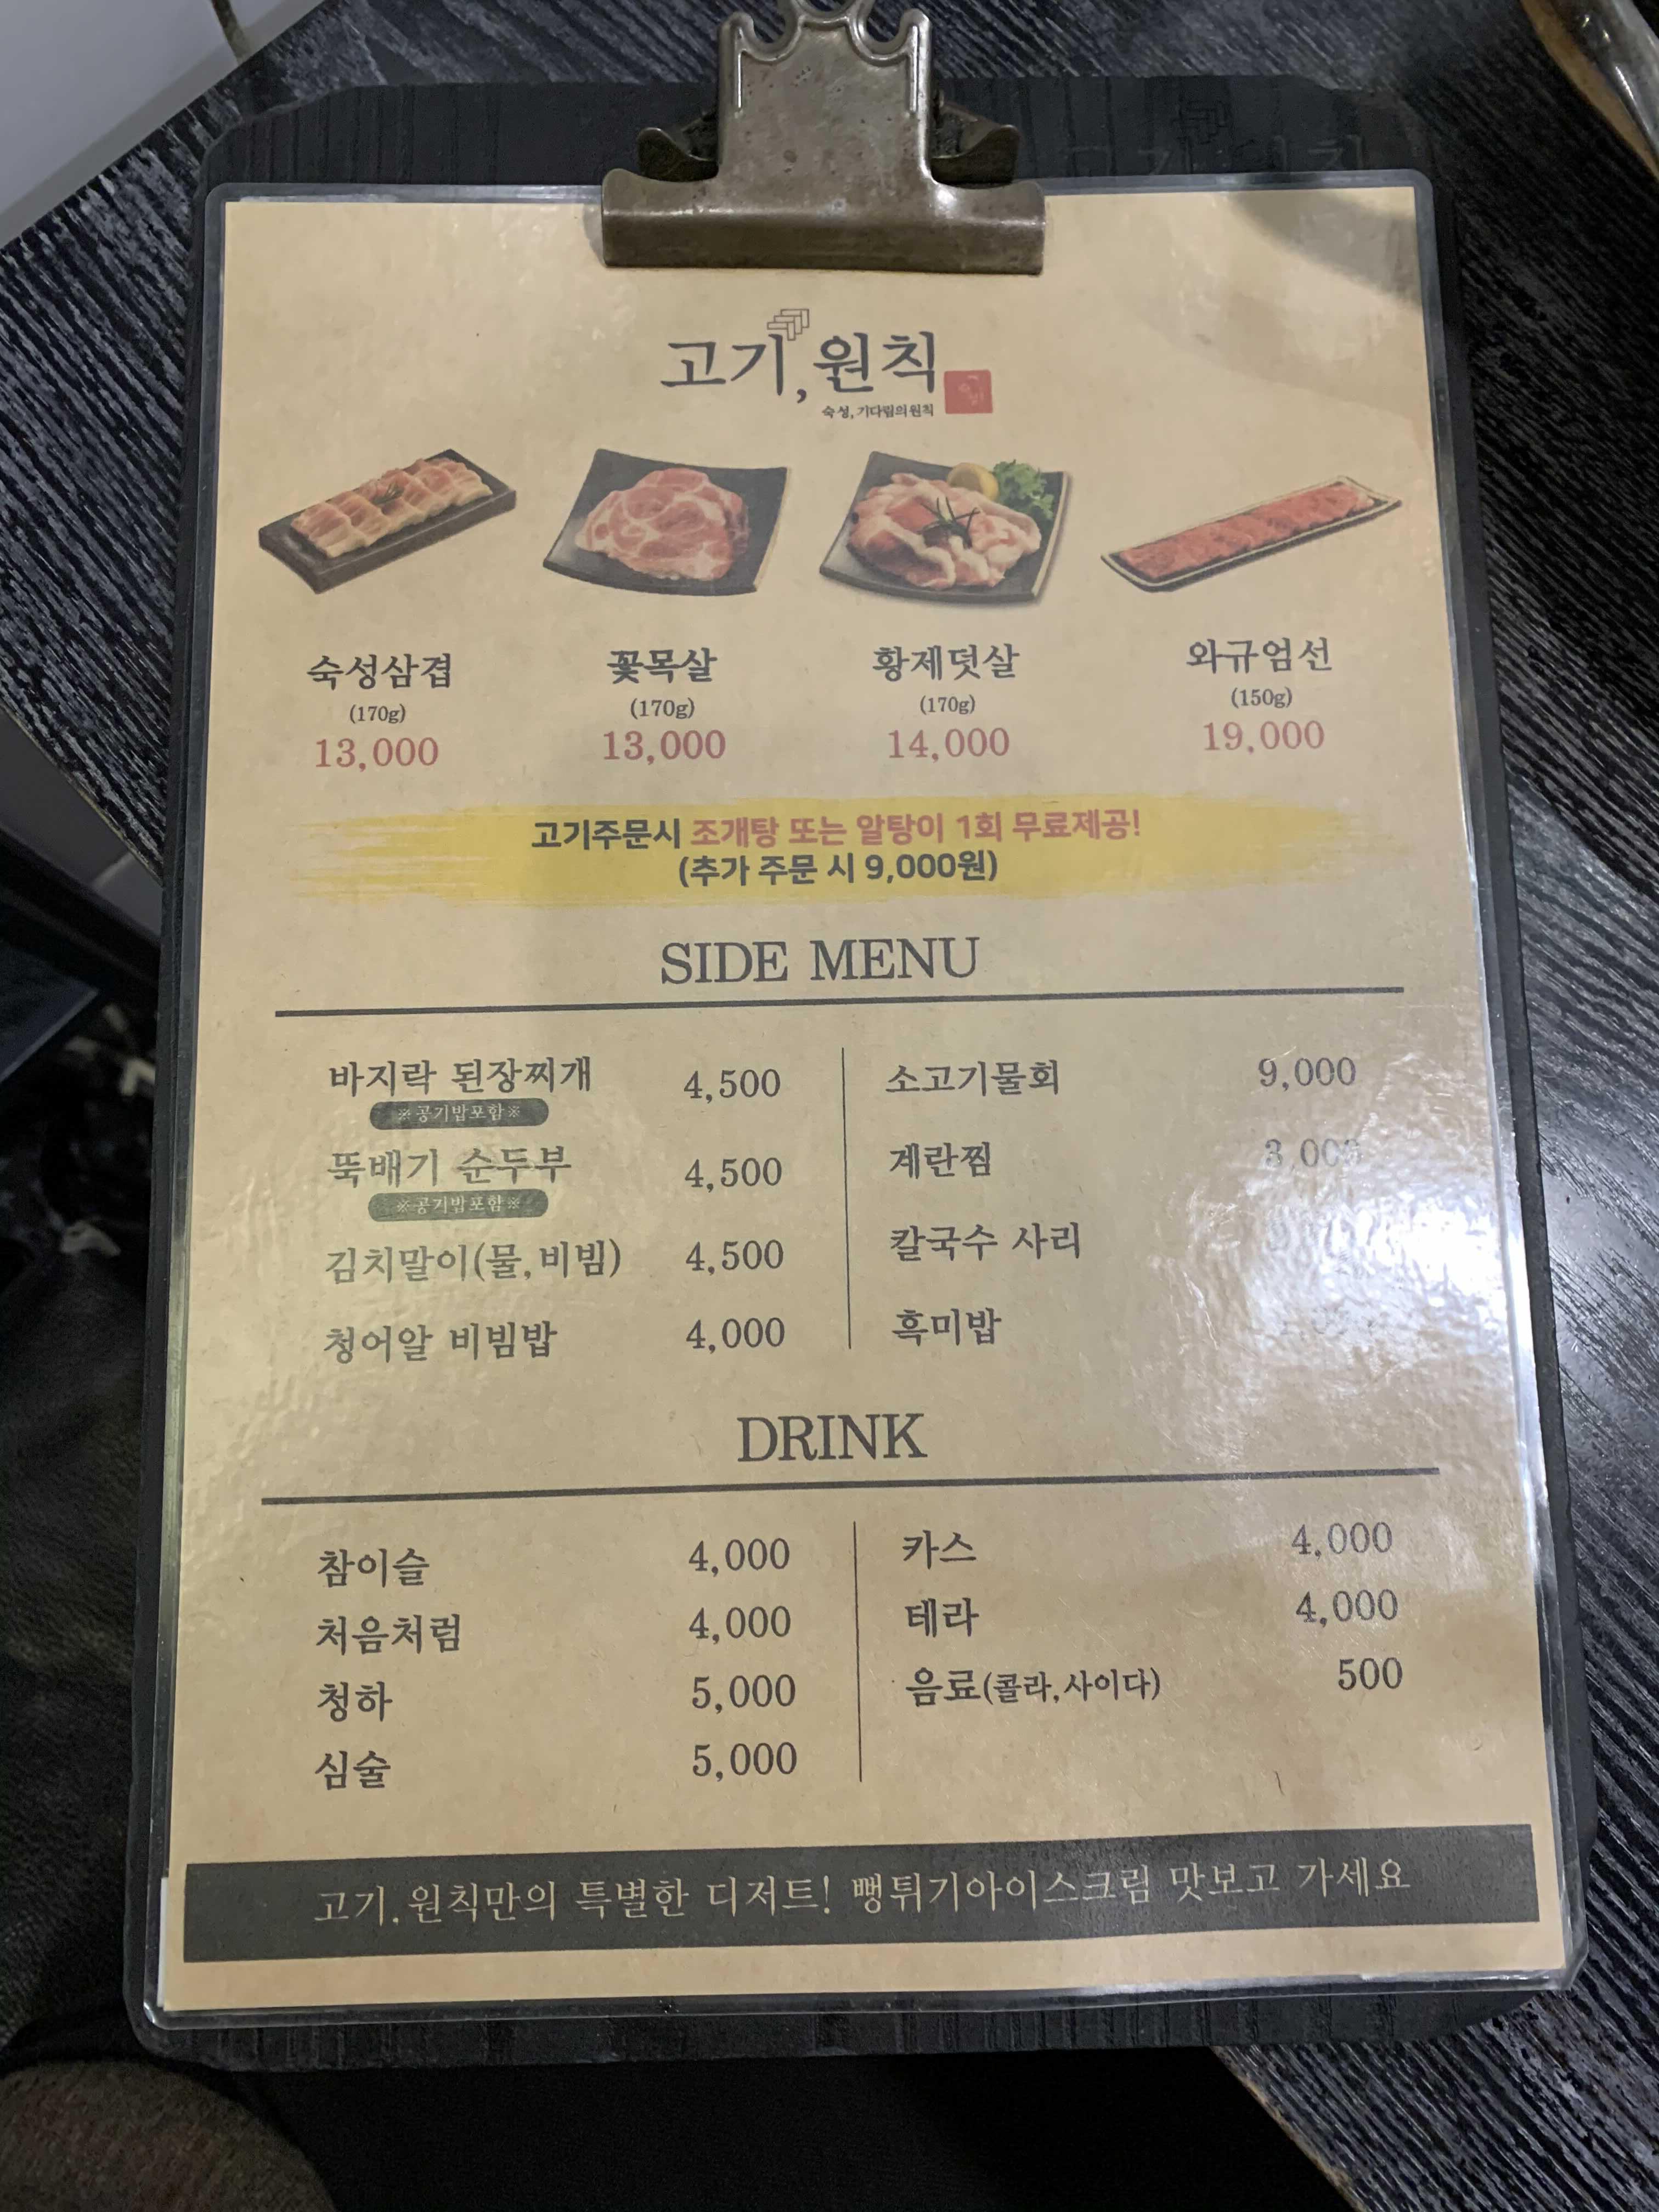 고기, 원칙
숙성, 기다림의 원칙
숙성삼겹
(170g)
13,000
꽃목살
(170g)
13,000
황제덧살
(170g)
14,000
와규엄선
(150g)
19,000
고기주문시 조개탕 또는 알탕이 1회 무료제공!
(추가 주문 시 9,000원)
SIDE MENU
바지락 된장찌개 4,500
※공기밥포함※
뚝배기 순두부 4,500
※공기밥포함※
김치말이(물,비빔) 4,500
청어알 비빔밥 4,000
소고기물회 9,000
계란찜 3,000
칼국수 사리
흑미밥
DRINK
참이슬 4,000
처음처럼 4,000
청하 5,000
심술 5,000
카스 4,000
테라 4,000
음료(콜라,사이다) 500
고기, 원칙만의 특별한 디저트! 뻥튀기아이스크림 맛보고 가세요